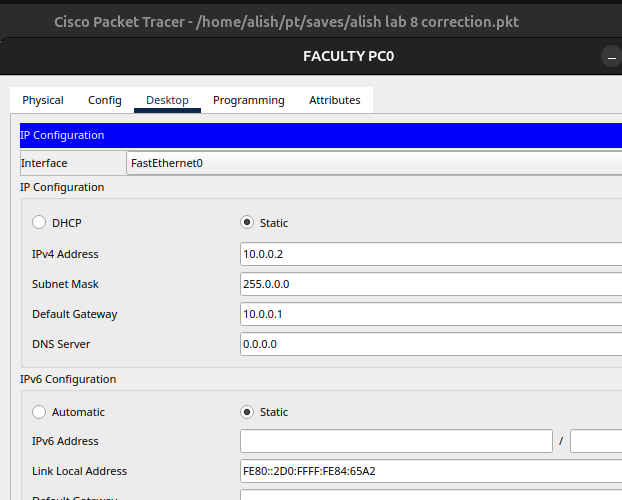 Cisco Packet Tracer - /home/alish/pt/saves/alish lab 8 correction.pkt
FACULTY PC0
Physical Config Desktop Programming Attributes
IP Configuration
Interface FastEthernet0
IP Configuration
DHCP Static
IPv4 Address 10.0.0.2
Subnet Mask 255.0.0.0
Default Gateway 10.0.0.1
DNS Server 0.0.0.0
IPv6 Configuration
Automatic Static
IPv6 Address /
Link Local Address FE80::2D0:FFFF:FE84:65A2
Default Gateway